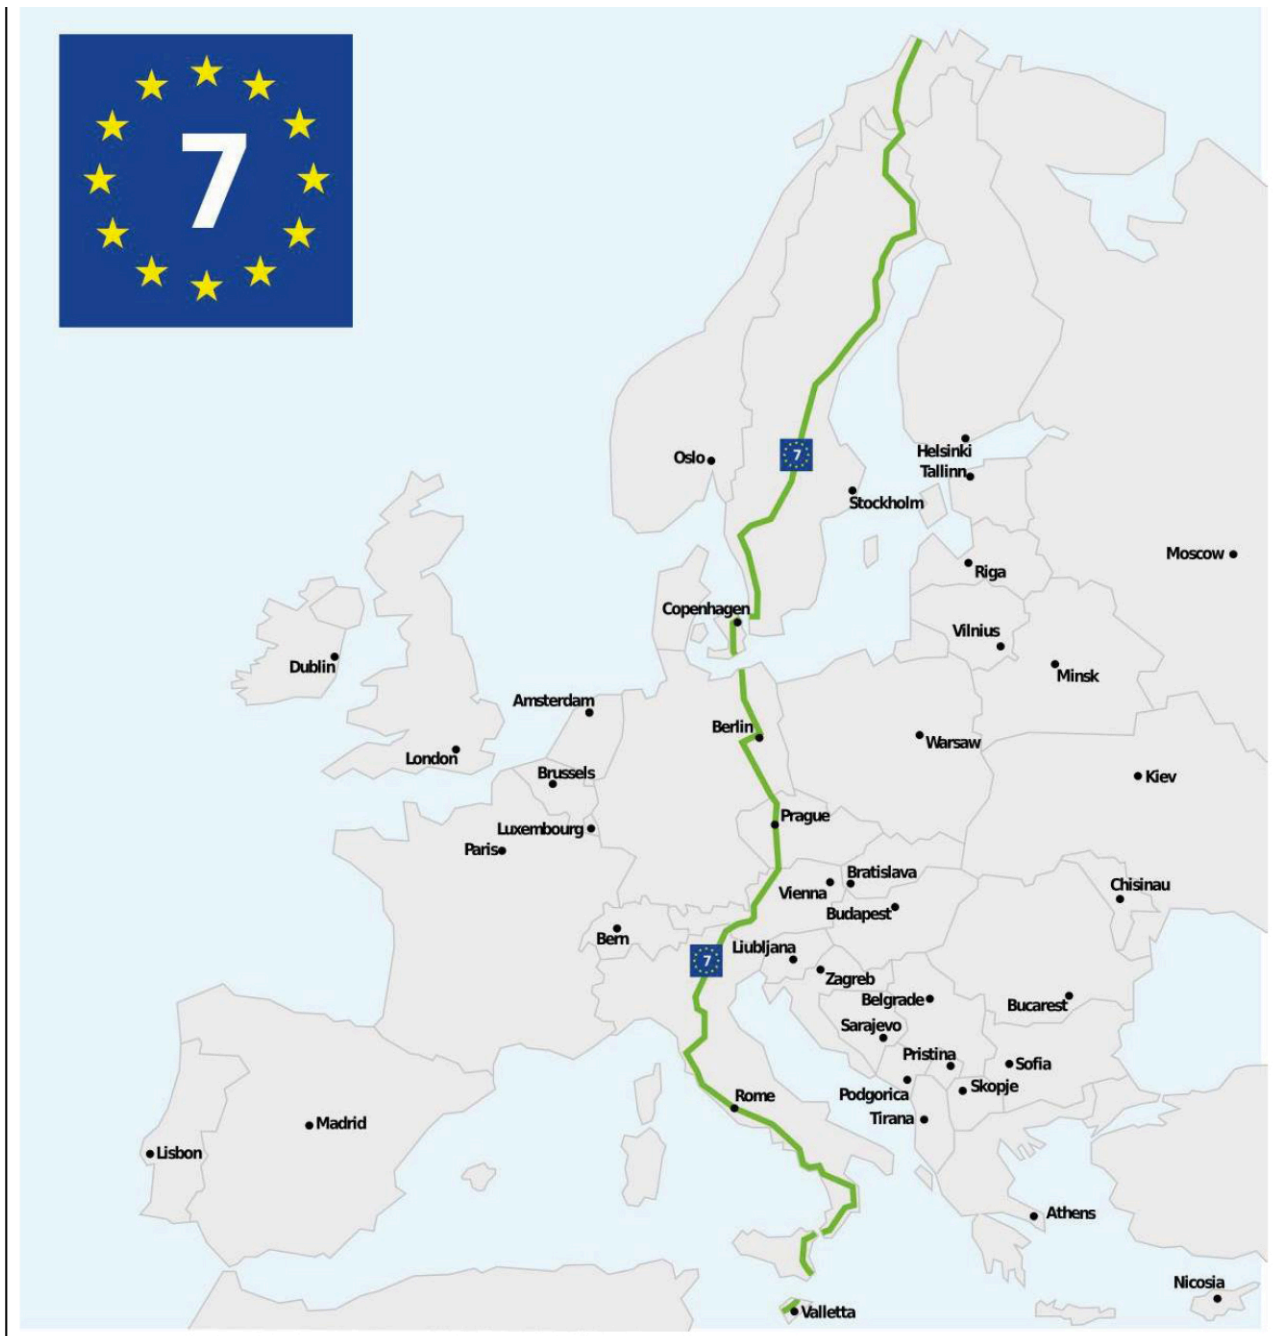 7
Helsinki
Oslo
7
Tallinn
Stockholm
Moscow
Riga
Copenhagen
Vilnius
Dublin
Minsk
Amsterdam
Berlin
Warsaw
London
Brussels
Kiev
Prague
Luxembourg
Paris
Bratislava
Vienna
Chisinau
Budapest
Bern
Liubljana
7
Zagreb
Belgrade
Bucarest
Sarajevo
Pristina
Sofia
Skopje
Podgorica
Rome
Tirana
Madrid
Lisbon
Athens
Nicosia
Valletta